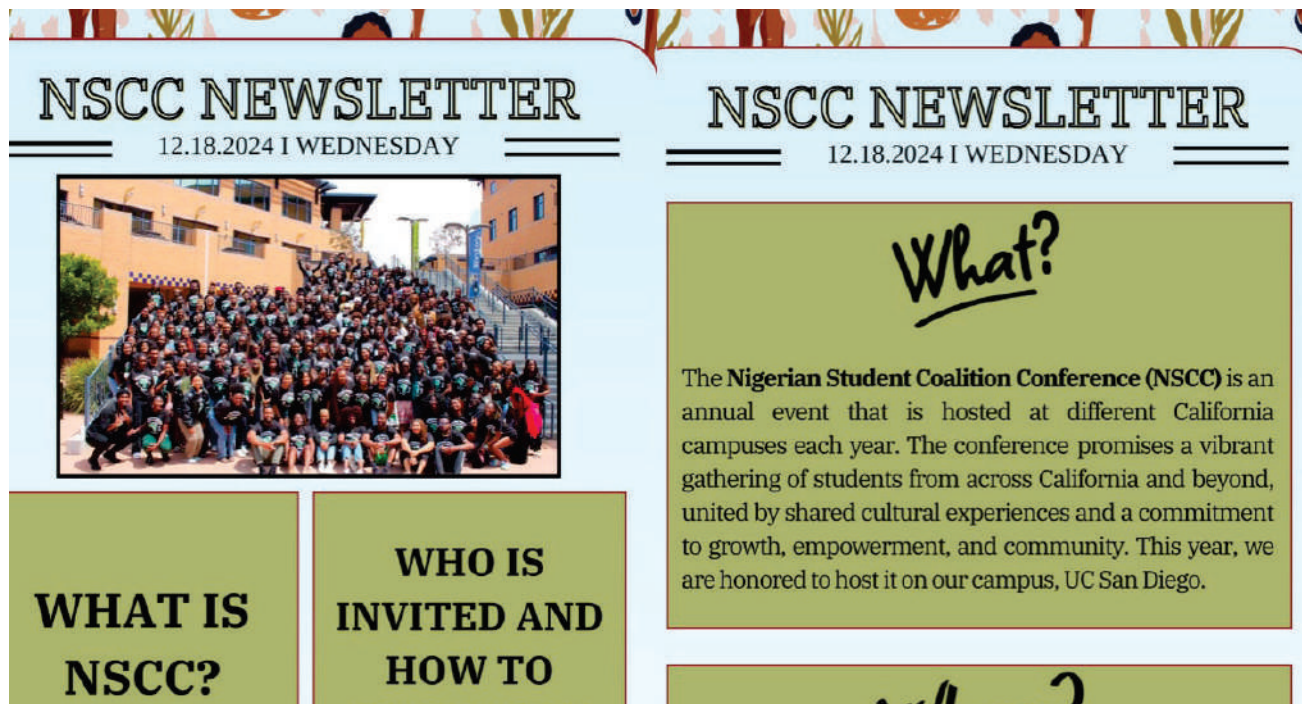 NSCC NEWSLETTER
12.18.2024 I WEDNESDAY
WHAT IS
NSCC?
WHO IS
INVITED AND
HOW TO
NSCC NEWSLETTER
12.18.2024 I WEDNESDAY
What?
The Nigerian Student Coalition Conference (NSCC) is an
annual event that is hosted at different California
campuses each year. The conference promises a vibrant
gathering of students from across California and beyond,
united by shared cultural experiences and a commitment
to growth, empowerment, and community. This year, we
are honored to host it on our campus, UC San Diego.